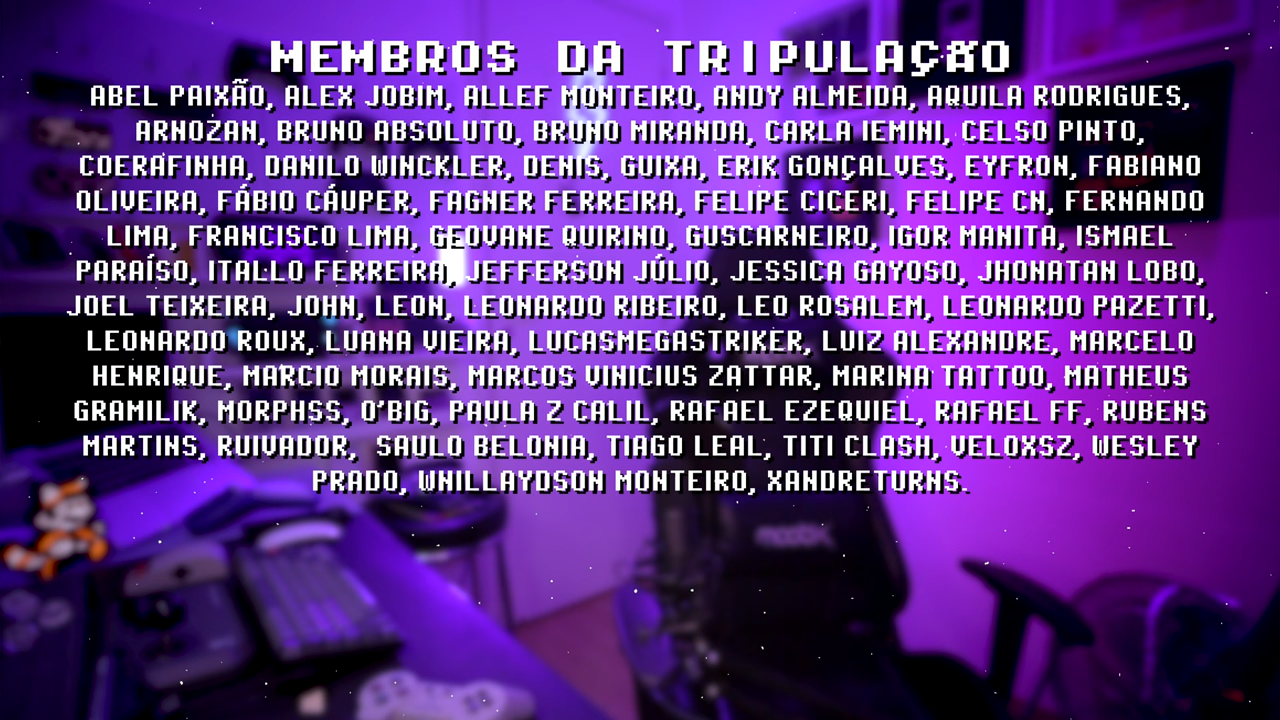 MEMBROS DA TRIPULAÇÃO
ABEL PAIXÃO, ALEX JOBIM, ALLEF MONTEIRO, ANDY ALMEIDA, AQUILA RODRIGUES,
ARNOZAN, BRUNO ABSOLUTO, BRUNO MIRANDA, CARLA IEMINI, CELSO PINTO,
COERAFINHA, DANILO WINCKLER, DENIS, GUIXA, ERIK GONÇALVES, EYFRON, FABIANO
OLIVEIRA, FÁBIO CÁUPER, FAGNER FERREIRA, FELIPE CICERI, FELIPE CN, FERNANDO
LIMA, FRANCISCO LIMA, GEOVANE QUIRINO, GUSCARNEIRO, IGOR MANITA, ISMAEL
PARAÍSO, ITALLO FERREIRA, JEFFERSON JÚLIO, JESSICA GAYOSO, JHONATAN LOBO,
JOEL TEIXEIRA, JOHN, LEON, LEONARDO RIBEIRO, LEO ROSALEM, LEONARDO PAZETTI,
LEONARDO ROUX, LUANA VIEIRA, LUCASMEGASTRIKER, LUIZ ALEXANDRE, MARCELO
HENRIQUE, MARCIO MORAIS, MARCOS VINICIUS ZATTAR, MARINA TATTOO, MATHEUS
GRAMILIK, MORPHSS, O'BIG, PAULA Z CALIL, RAFAEL EZEQUIEL, RAFAEL FF, RUBENS
MARTINS, RUIVADOR,  SAULO BELONIA, TIAGO LEAL, TITI CLASH, VELOXSZ, WESLEY
PRADO, WNILLAYDSON MONTEIRO, XANDRETURNS.